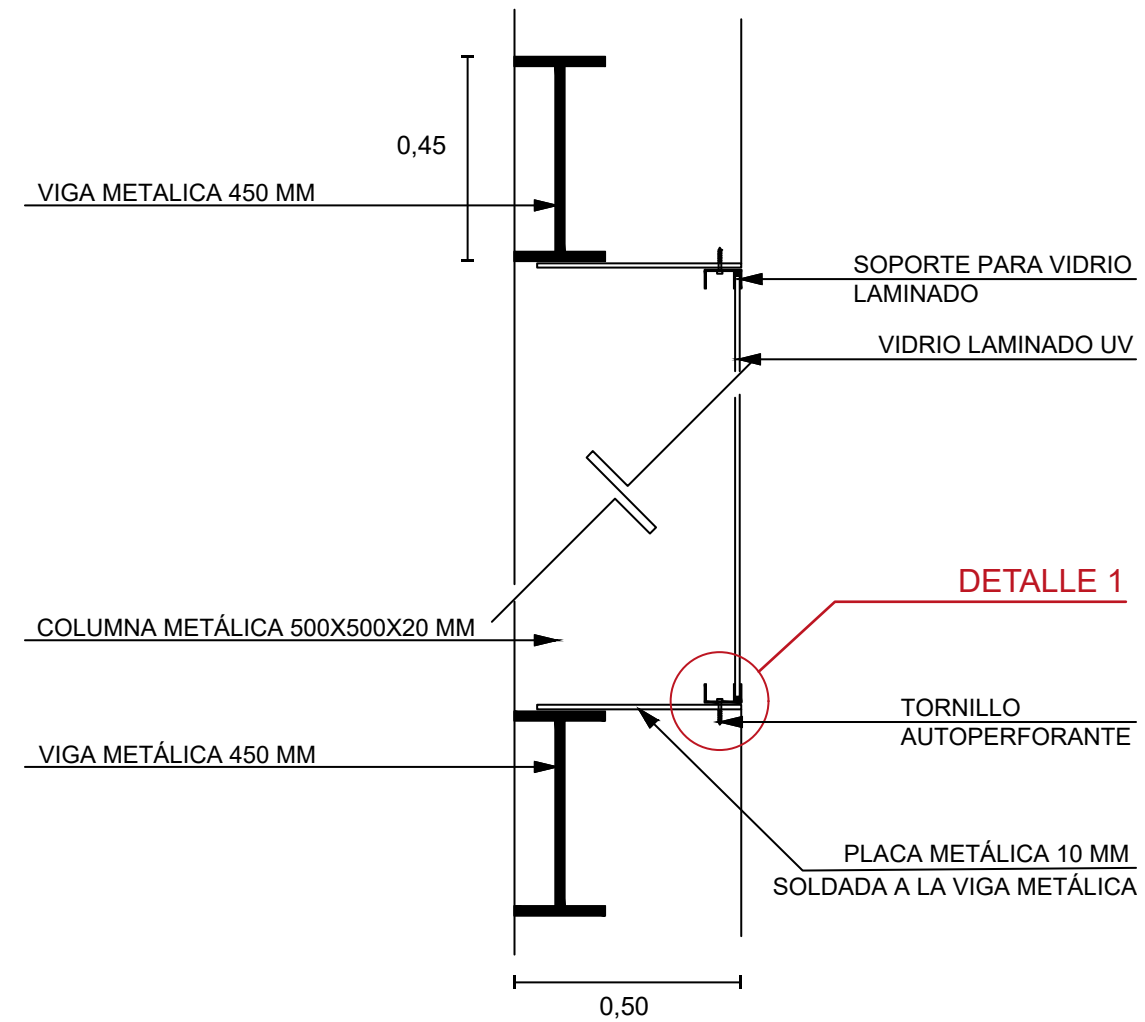 0,45
VIGA METALICA 450 MM
SOPORTE PARA VIDRIO
LAMINADO
VIDRIO LAMINADO UV
DETALLE 1
COLUMNA METÁLICA 500X500X20 MM
TORNILLO
AUTOPERFORANTE
VIGA METÁLICA 450 MM
PLACA METÁLICA 10 MM
SOLDADA A LA VIGA METÁLICA
0,50